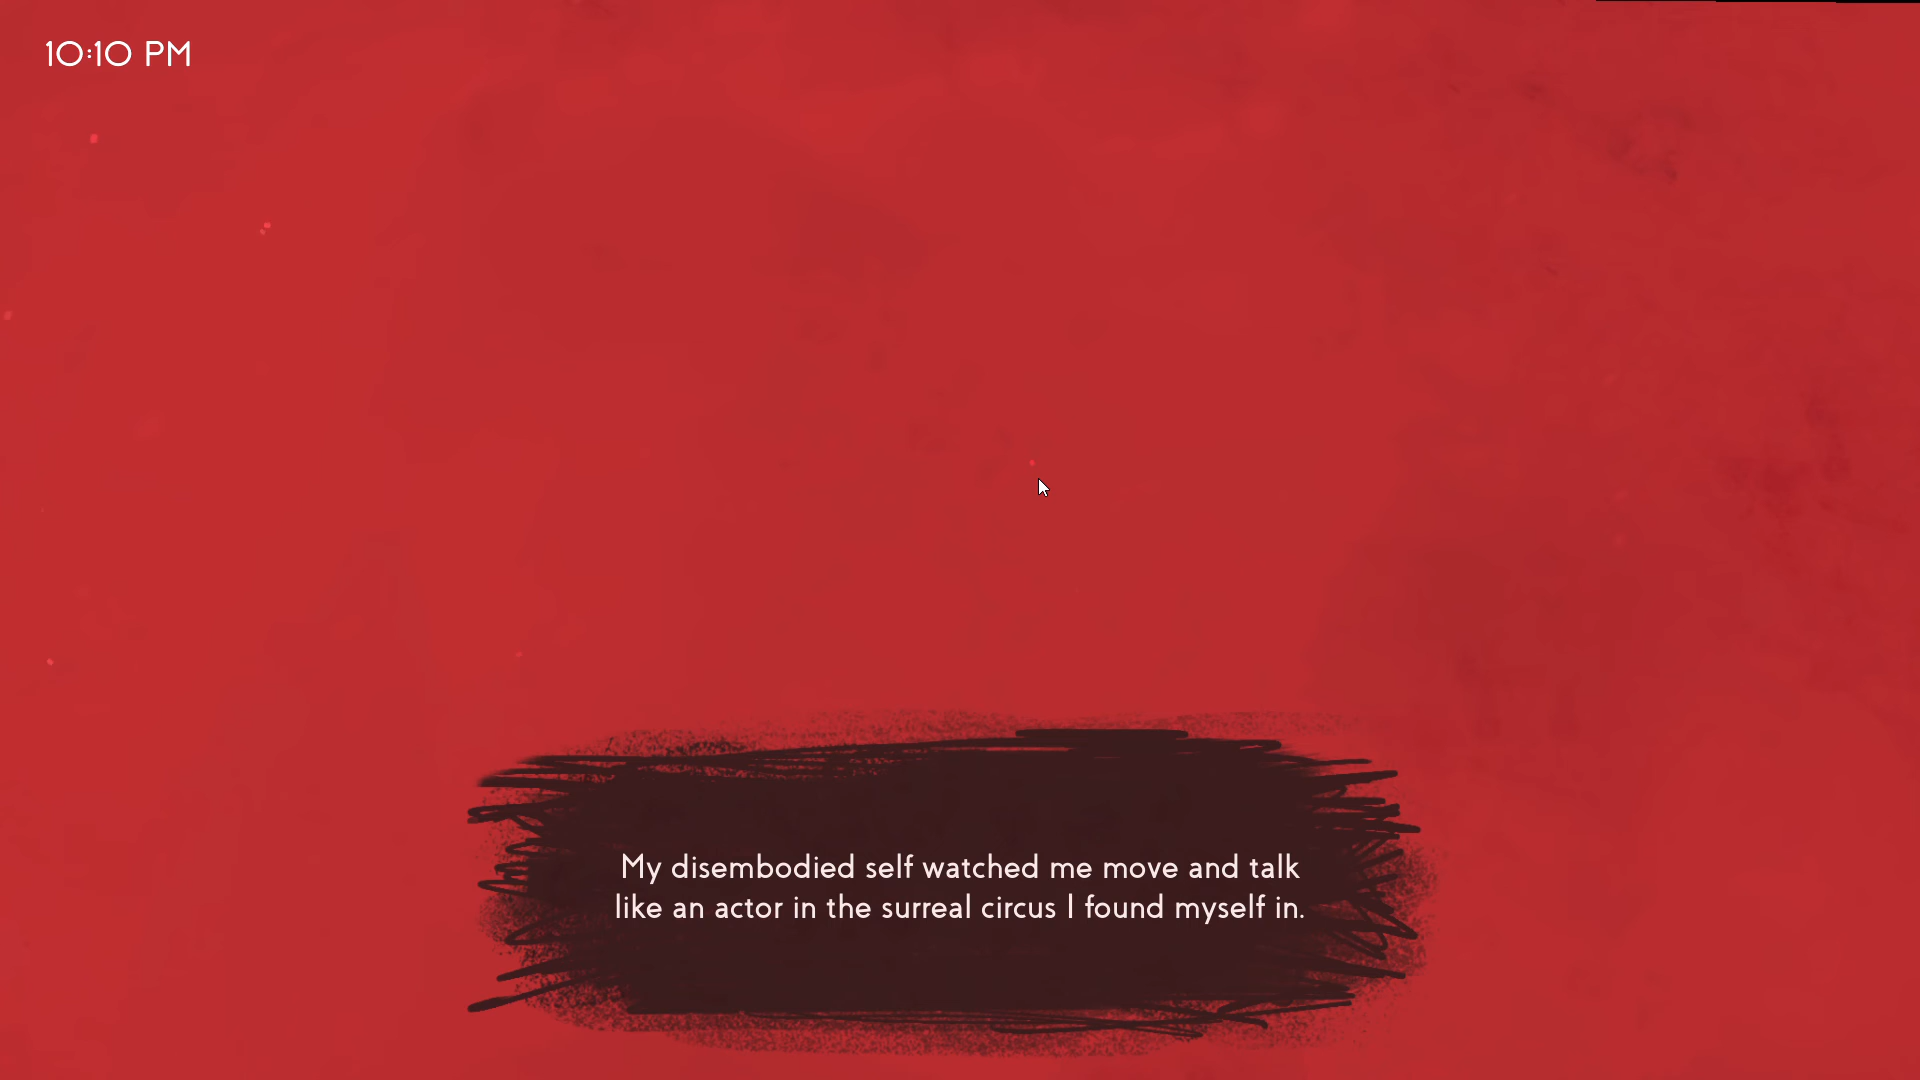 10:10 PM
My disembodied self watched me move and talk
like an actor in the surreal circus I found myself in.